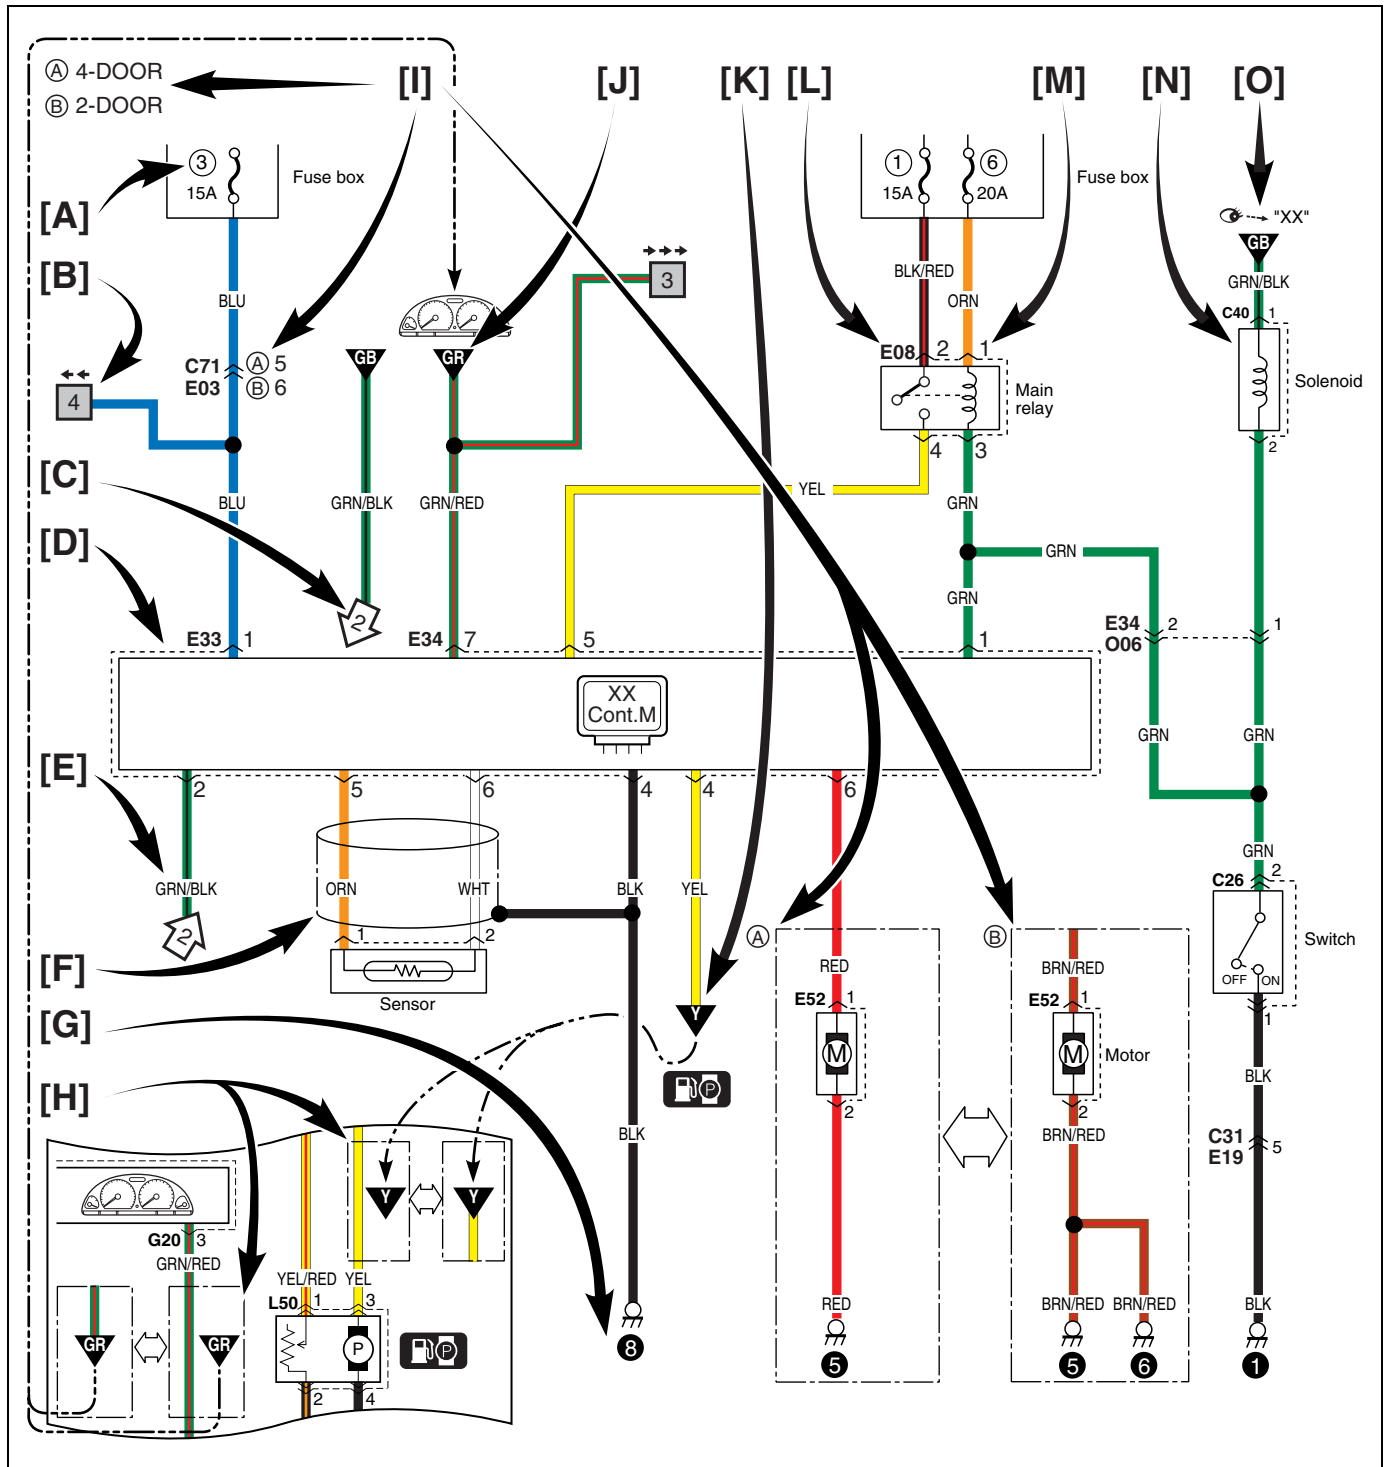 Ⓐ 4-DOOR
Ⓑ 2-DOOR
[I]
[J]
[K]
[L]
[M]
[N]
[O]
③
15A
Fuse box
①
15A
⑥
20A
Fuse box
[A]
"XX"
GB
[B]
3
BLU
BLK/RED
ORN
GRN/BLK
C40 1
C71 Ⓐ 5
E03 Ⓑ 6
GB
GR
E08 2 1
Main
relay
Solenoid
4
4 3
2
[C]
BLU
GRN/BLK
GRN/RED
YEL
GRN
[D]
GRN
GRN
2
E33 1
E34 7
5
1
E34 2
O06
1
XX
Cont.M
GRN
GRN
[E]
2
5
6
4
4
6
GRN/BLK
ORN
WHT
BLK
YEL
GRN
C26 2
2
1
2
Sensor
Ⓐ
Ⓑ
Switch
OFF
ON
[F]
RED
BRN/RED
1
[G]
E52 1
E52 1
Y
M
M
Motor
P
2
2
BLK
[H]
BLK
BRN/RED
C31
E19 5
Y
Y
G20 3
GRN/RED
YEL/RED
YEL
L50 1
3
RED
BRN/RED
BRN/RED
BLK
GR
GR
P
P
8
5
5
6
1
2
4